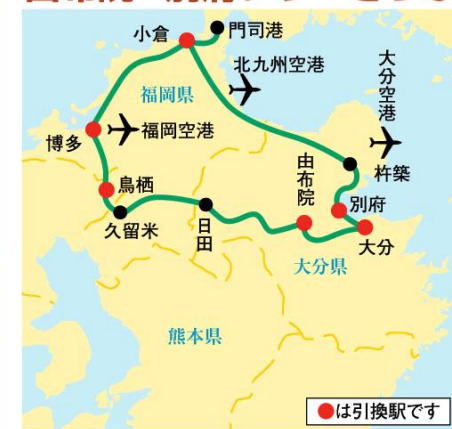 小倉
門司港
北九州空港
福岡県
大分空港
福岡空港
博多
杵築
由布院
鳥栖
別府
久留米
日田
大分
大分県
熊本県
●は引換駅です